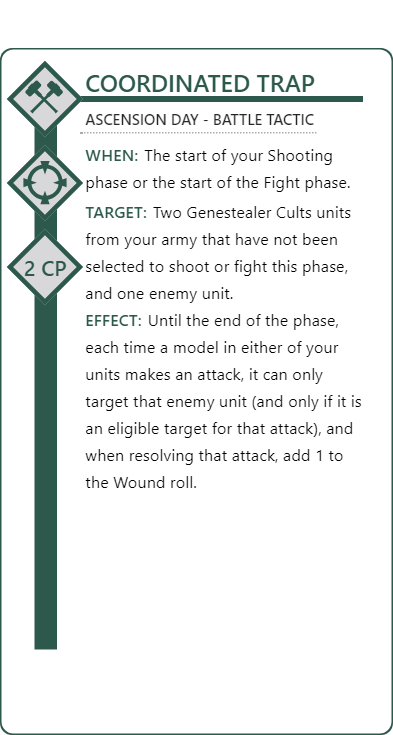 COORDINATED TRAP
ASCENSION DAY - BATTLE TACTIC
WHEN: The start of your Shooting
phase or the start of the Fight phase.
TARGET: Two Genestealer Cults units
from your army that have not been
selected to shoot or fight this phase,
2 CP
and one enemy unit.
EFFECT: Until the end of the phase,
each time a model in either of your
units makes an attack, it can only
target that enemy unit (and only if it is
an eligible target for that attack), and
when resolving that attack, add 1 to
the Wound roll.